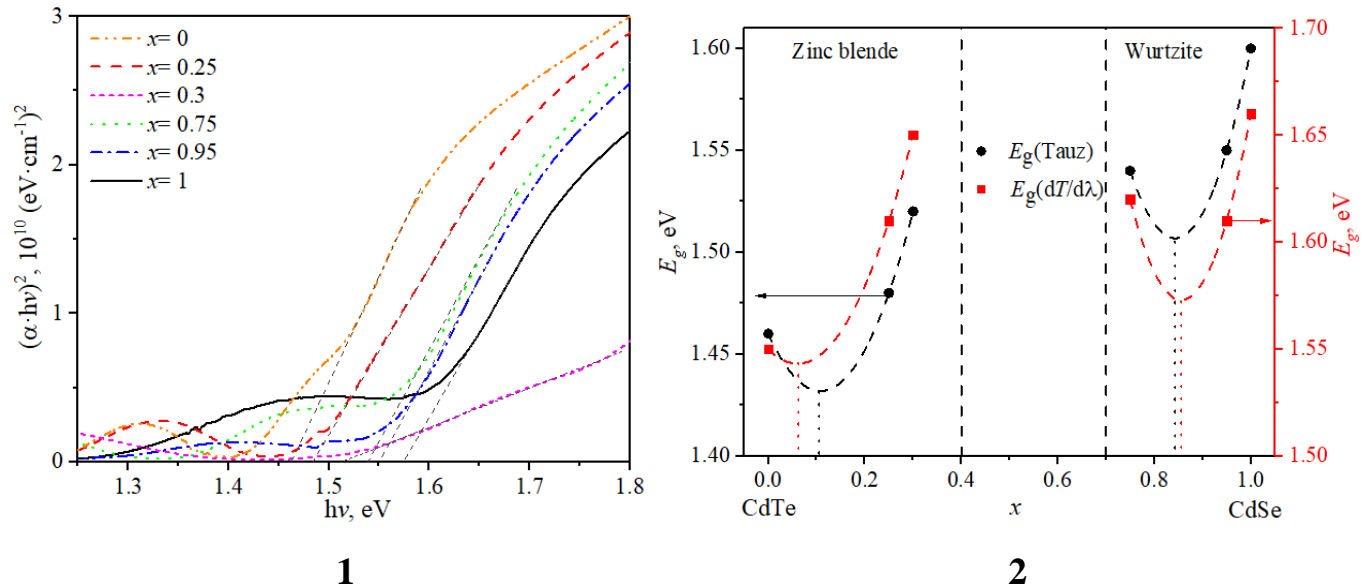 3
2
1
0
(α·hν)², 10¹⁰ (eV·cm⁻¹)²
x= 0
x= 0.25
x= 0.3
x= 0.75
x= 0.95
x= 1
1.3 1.4 1.5 1.6 1.7 1.8
hν, eV
1
1.60
1.55
1.50
1.45
1.40
E_g, eV
Zinc blende
Wurtzite
E_g(Tauz)
E_g(dT/dλ)
1.70
1.65
1.60
1.55
1.50
E_g, eV
0.0 0.2 0.4 0.6 0.8 1.0
CdTe x CdSe
2